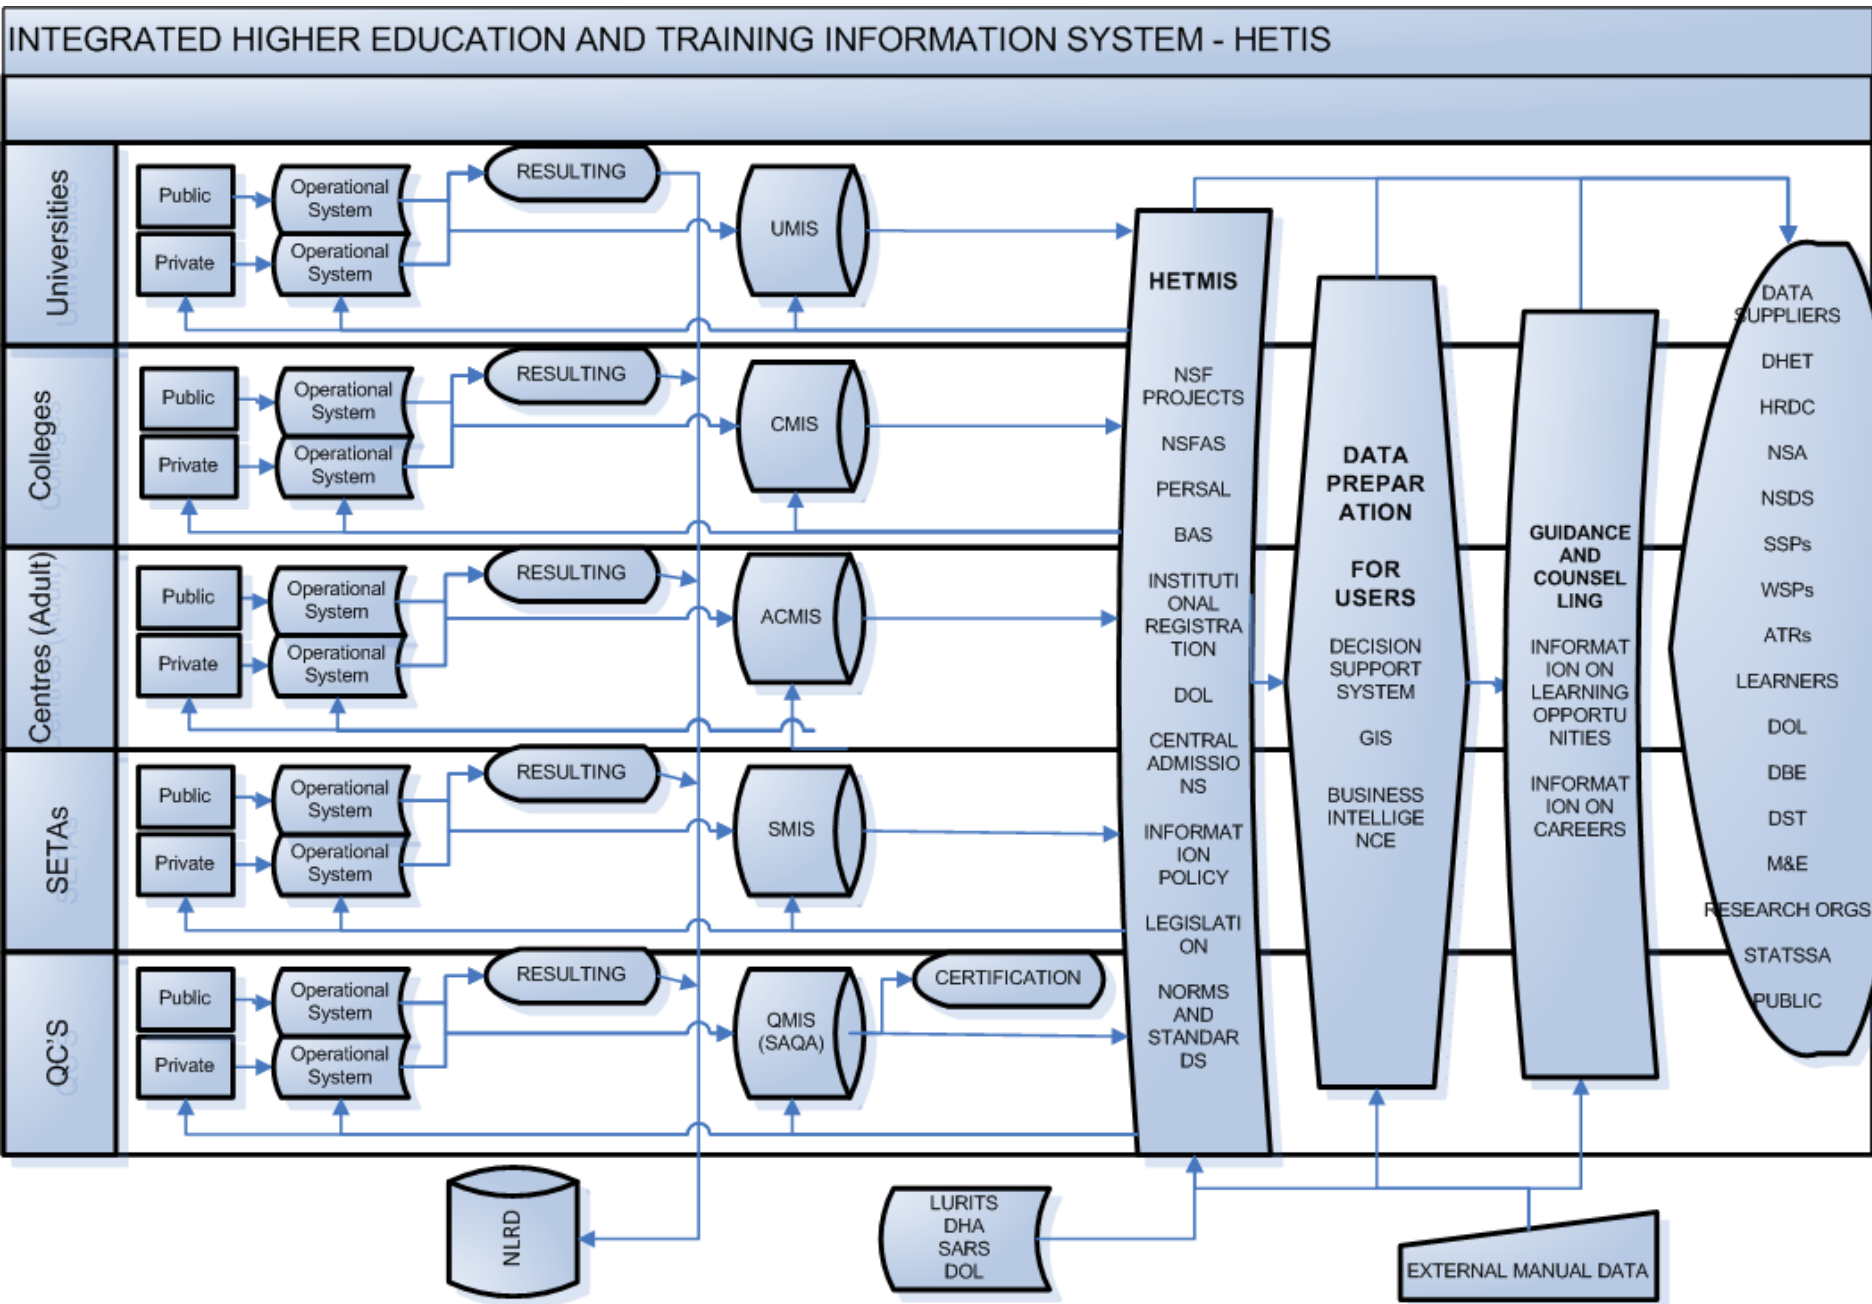 INTEGRATED HIGHER EDUCATION AND TRAINING INFORMATION SYSTEM - HETIS
Universities
Public
Operational
System
Private
Operational
System
RESULTING
UMIS
Colleges
Public
Operational
System
Private
Operational
System
RESULTING
CMIS
Centres (Adult)
Public
Operational
System
Private
Operational
System
RESULTING
ACMIS
SETAs
Public
Operational
System
Private
Operational
System
RESULTING
SMIS
QC'S
Public
Operational
System
Private
Operational
System
RESULTING
QMIS
(SAQA)
CERTIFICATION
HETMIS
NSF
PROJECTS
NSFAS
PERSAL
BAS
INSTITUTI
ONAL
REGISTRA
TION
DOL
CENTRAL
ADMISSIO
NS
INFORMAT
ION
POLICY
LEGISLATI
ON
NORMS
AND
STANDAR
DS
DATA
PREPAR
ATION
FOR
USERS
DECISION
SUPPORT
SYSTEM
GIS
BUSINESS
INTELLIGE
NCE
GUIDANCE
AND
COUNSEL
LING
INFORMAT
ION ON
LEARNING
OPPORTU
NITIES
INFORMAT
ION ON
CAREERS
DATA
SUPPLIERS
DHET
HRDC
NSA
NSDS
SSPs
WSPs
ATRs
LEARNERS
DOL
DBE
DST
M&E
RESEARCH ORGS
STATSSA
PUBLIC
NLRD
LURITS
DHA
SARS
DOL
EXTERNAL MANUAL DATA